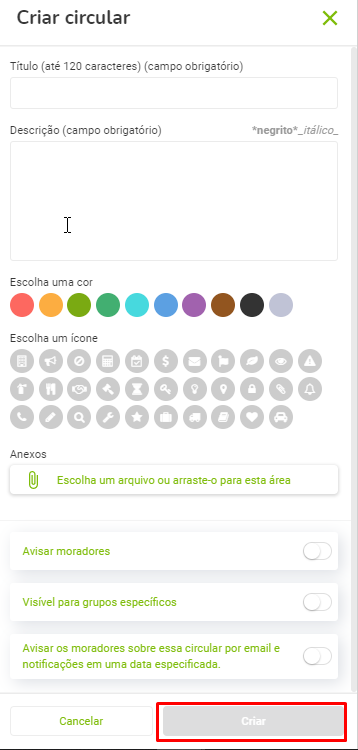 Criar circular
Título (até 120 caracteres) (campo obrigatório)
Descrição (campo obrigatório) *negrito*_itálico_
Escolha uma cor
Escolha um ícone
Anexos
Escolha um arquivo ou arraste-o para esta área
Avisar moradores
Visível para grupos específicos
Avisar os moradores sobre essa circular por email e
notificações em uma data especificada.
Cancelar Criar